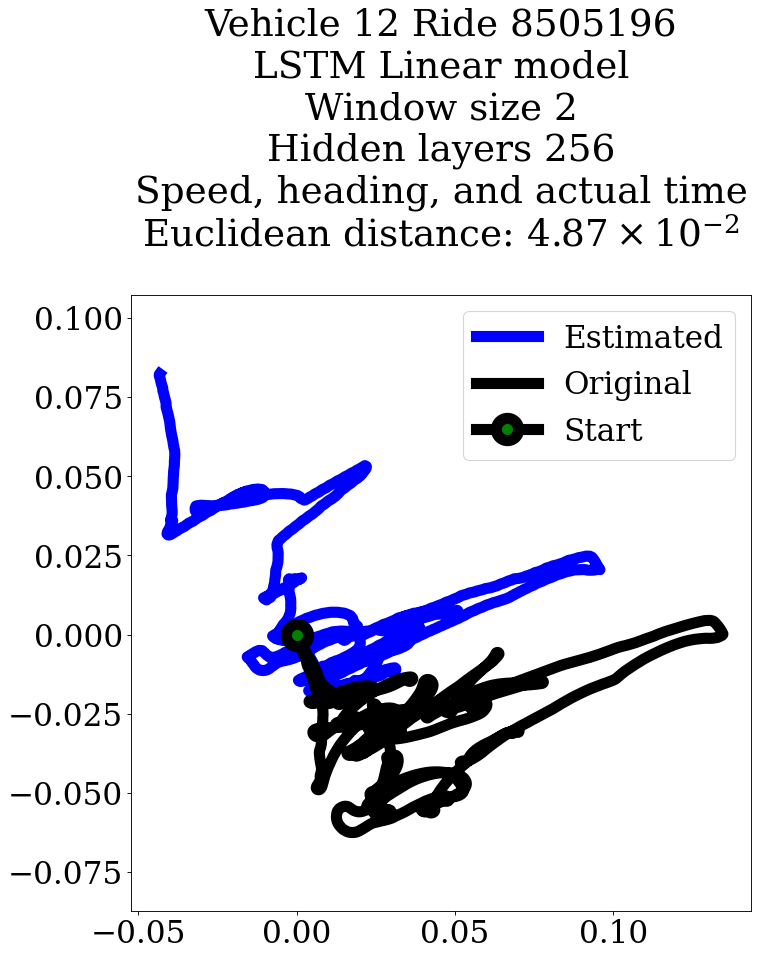 Vehicle 12 Ride 8505196
LSTM Linear model
Window size 2
Hidden layers 256
Speed, heading, and actual time
Euclidean distance: 4.87 × 10⁻²
Estimated
Original
Start
0.100
0.075
0.050
0.025
0.000
−0.025
−0.050
−0.075
−0.05
0.00
0.05
0.10